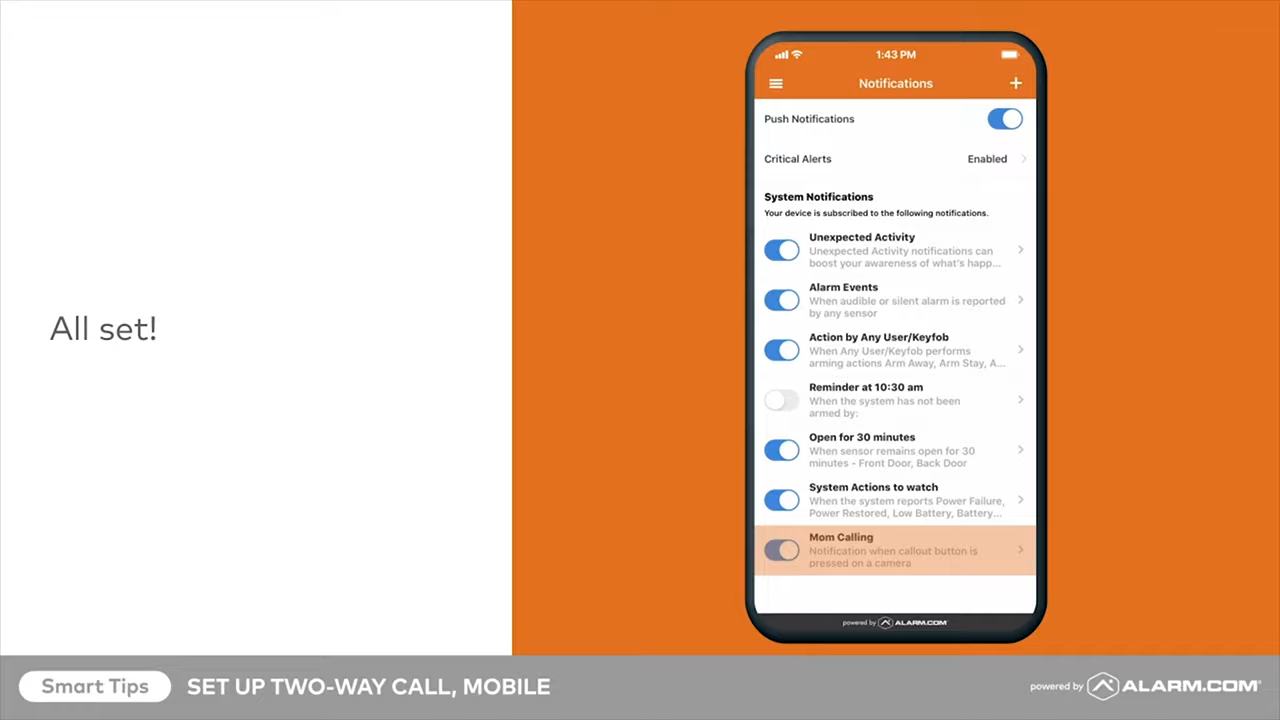 All set!
1:43 PM
Notifications
Push Notifications
Critical Alerts Enabled
System Notifications
Your device is subscribed to the following notifications.
Unexpected Activity
Unexpected Activity notifications can
boost your awareness of what's happ...
Alarm Events
When audible or silent alarm is reported
by any sensor
Action by Any User/Keyfob
When Any User/Keyfob performs
arming actions Arm Away, Arm Stay, A...
Reminder at 10:30 am
When the system has not been
armed by:
Open for 30 minutes
When sensor remains open for 30
minutes - Front Door, Back Door
System Actions to watch
When the system reports Power Failure,
Power Restored, Low Battery, Battery...
Mom Calling
Notification when callout button is
pressed on a camera
powered by ALARM.COM
Smart Tips SET UP TWO-WAY CALL, MOBILE
powered by ALARM.COM